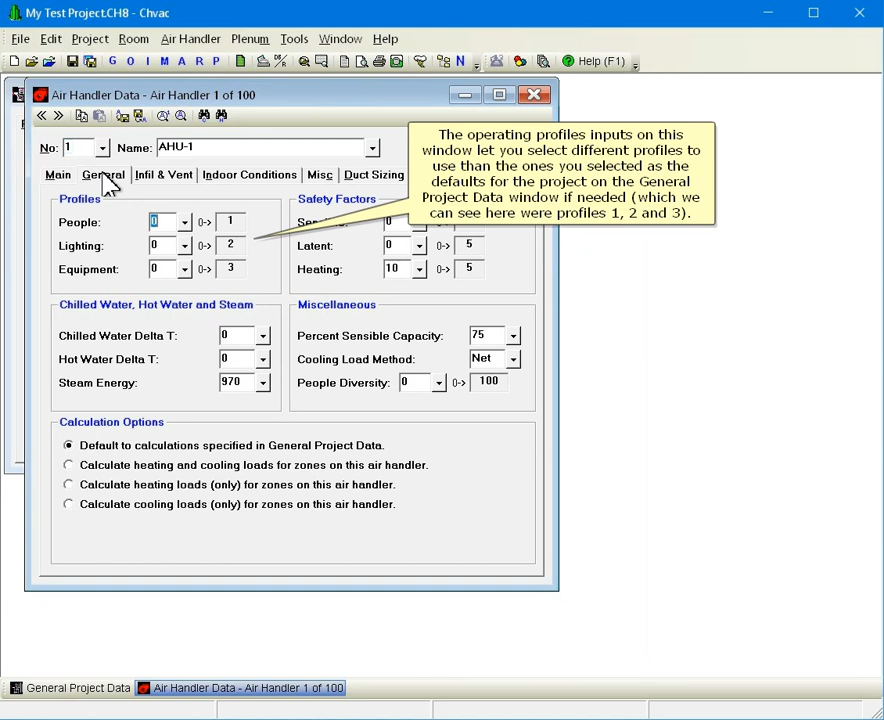 My Test Project.CH8 - Chvac
File Edit Project Room Air Handler Plenum Tools Window Help
G O I M A R P N Help (F1)
Air Handler Data - Air Handler 1 of 100
No: 1 Name: AHU-1
Main General Infil & Vent Indoor Conditions Misc Duct Sizing
The operating profiles inputs on this
window let you select different profiles to
use than the ones you selected as the
defaults for the project on the General
Project Data window if needed (which we
can see here were profiles 1, 2 and 3).
Profiles
People: 0 0-> 1
Lighting: 0 0-> 2
Equipment: 0 0-> 3
Safety Factors
Latent: 0 0-> 5
Heating: 10 0-> 5
Chilled Water, Hot Water and Steam
Chilled Water Delta T: 0
Hot Water Delta T: 0
Steam Energy: 970
Miscellaneous
Percent Sensible Capacity: 75
Cooling Load Method: Net
People Diversity: 0 0-> 100
Calculation Options
Default to calculations specified in General Project Data.
Calculate heating and cooling loads for zones on this air handler.
Calculate heating loads (only) for zones on this air handler.
Calculate cooling loads (only) for zones on this air handler.
General Project Data Air Handler Data - Air Handler 1 of 100